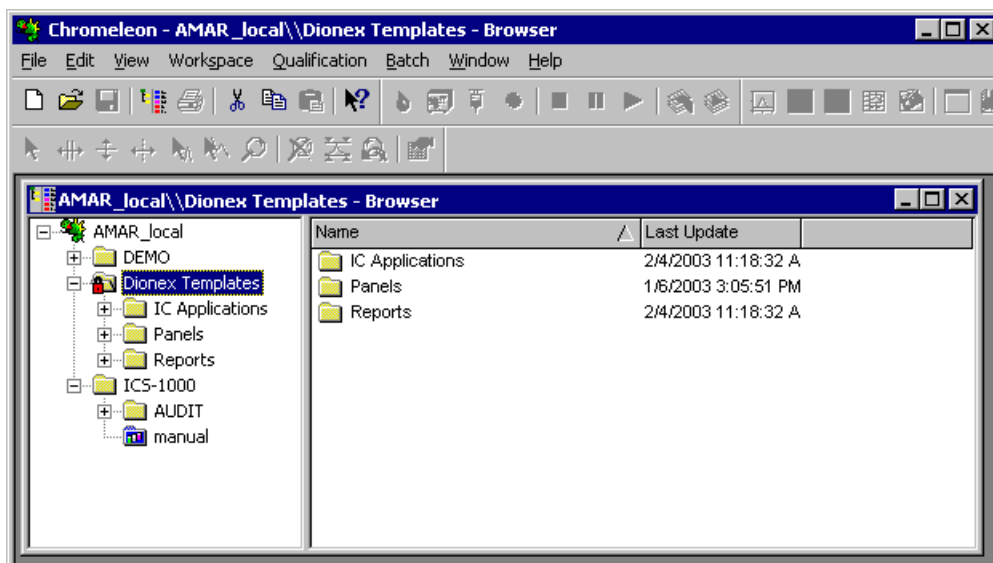 Chromeleon - AMAR_local\\Dionex Templates - Browser
File Edit View Workspace Qualification Batch Window Help
AMAR_local\\Dionex Templates - Browser
AMAR_local
DEMO
Dionex Templates
IC Applications
Panels
Reports
ICS-1000
AUDIT
manual
Name Last Update
IC Applications 2/4/2003 11:18:32 A
Panels 1/6/2003 3:05:51 PM
Reports 2/4/2003 11:18:32 A